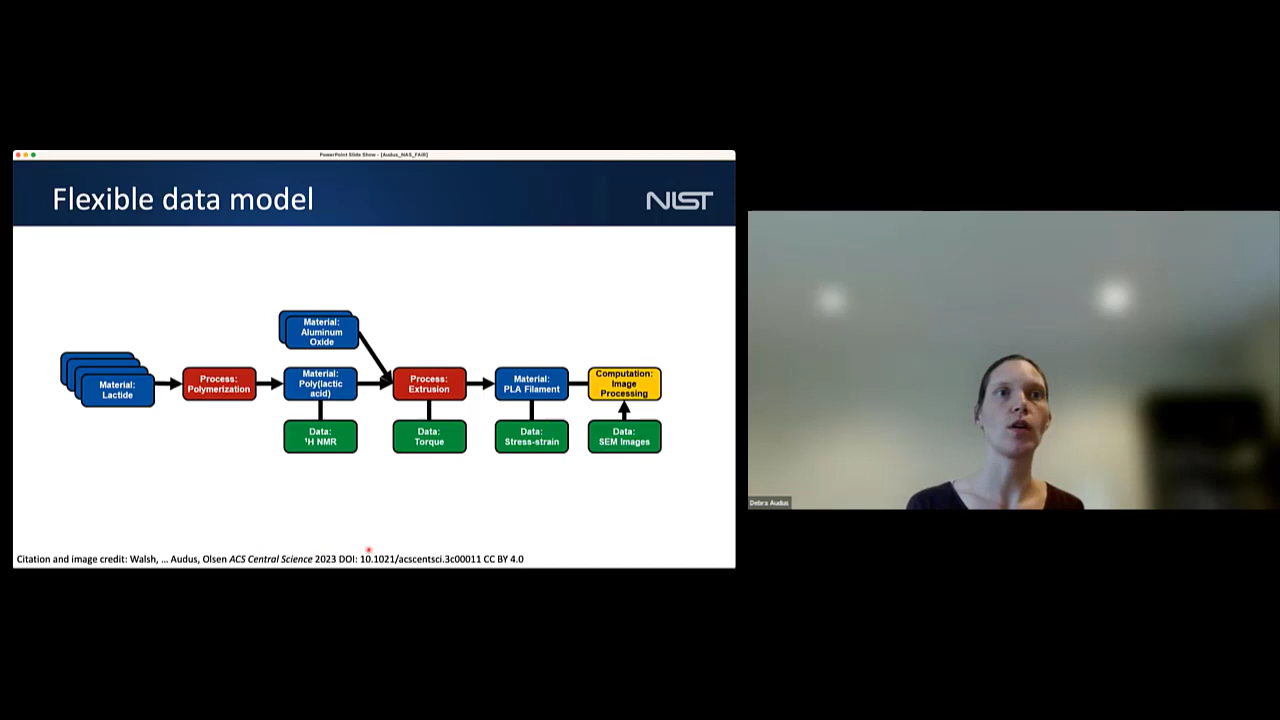 PowerPoint Slide Show - [Audus_NAS_FAIR]
Flexible data model
NIST
Material:
Aluminum
Oxide
Material:
Lactide
Process:
Polymerization
Material:
Poly(lactic
acid)
Process:
Extrusion
Material:
PLA Filament
Computation:
Image
Processing
Data:
¹H NMR
Data:
Torque
Data:
Stress-strain
Data:
SEM Images
Citation and image credit: Walsh, ... Audus, Olsen ACS Central Science 2023 DOI: 10.1021/acscentsci.3c00011 CC BY 4.0
Debra Audus